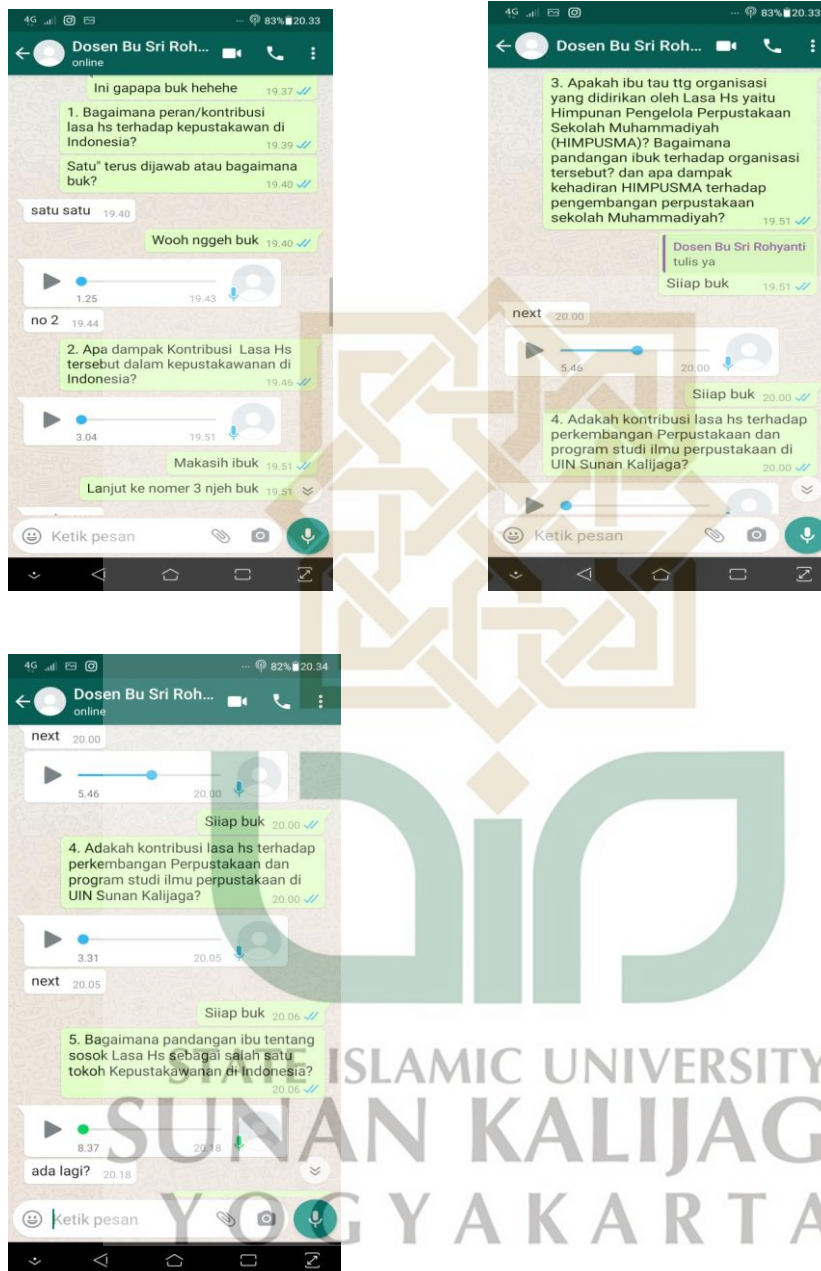 4G ... 83% 20.33
Dosen Bu Sri Roh...
online
Ini gapapa buk hehehe 19.37
1. Bagaimana peran/kontribusi
lasa hs terhadap kepustakawan di
Indonesia? 19.39
Satu" terus dijawab atau bagaimana
buk? 19.40
satu satu 19.40
Wooh nggeh buk 19.40
1.25 19.43
no 2 19.44
2. Apa dampak Kontribusi Lasa Hs
tersebut dalam kepustakawanan di
Indonesia? 19.46
3.04 19.51
Makasih ibuk 19.51
Lanjut ke nomer 3 njeh buk 19.51
Ketik pesan
4G ... 83% 20.33
Dosen Bu Sri Roh...
3. Apakah ibu tau ttg organisasi
yang didirikan oleh Lasa Hs yaitu
Himpunan Pengelola Perpustakaan
Sekolah Muhammadiyah
(HIMPUSMA)? Bagaimana
pandangan ibuk terhadap organisasi
tersebut? dan apa dampak
kehadiran HIMPUSMA terhadap
pengembangan perpustakaan
sekolah Muhammadiyah? 19.51
Dosen Bu Sri Rohyanti
tulis ya
Siiap buk 19.51
next 20.00
5.46 20.00
Siiap buk 20.00
4. Adakah kontribusi lasa hs terhadap
perkembangan Perpustakaan dan
program studi ilmu perpustakaan di
UIN Sunan Kalijaga? 20.00
Ketik pesan
4G ... 82% 20.34
Dosen Bu Sri Roh...
online
next 20.00
5.46 20.00
Siiap buk 20.00
4. Adakah kontribusi lasa hs terhadap
perkembangan Perpustakaan dan
program studi ilmu perpustakaan di
UIN Sunan Kalijaga? 20.00
3.31 20.05
next 20.05
Siiap buk 20.06
5. Bagaimana pandangan ibu tentang
sosok Lasa Hs sebagai salah satu
tokoh Kepustakawanan di Indonesia?
20.06
8.37 20.18
ada lagi? 20.18
Ketik pesan
STATE ISLAMIC UNIVERSITY
SUNAN KALIJAG
YOGYAKARTA